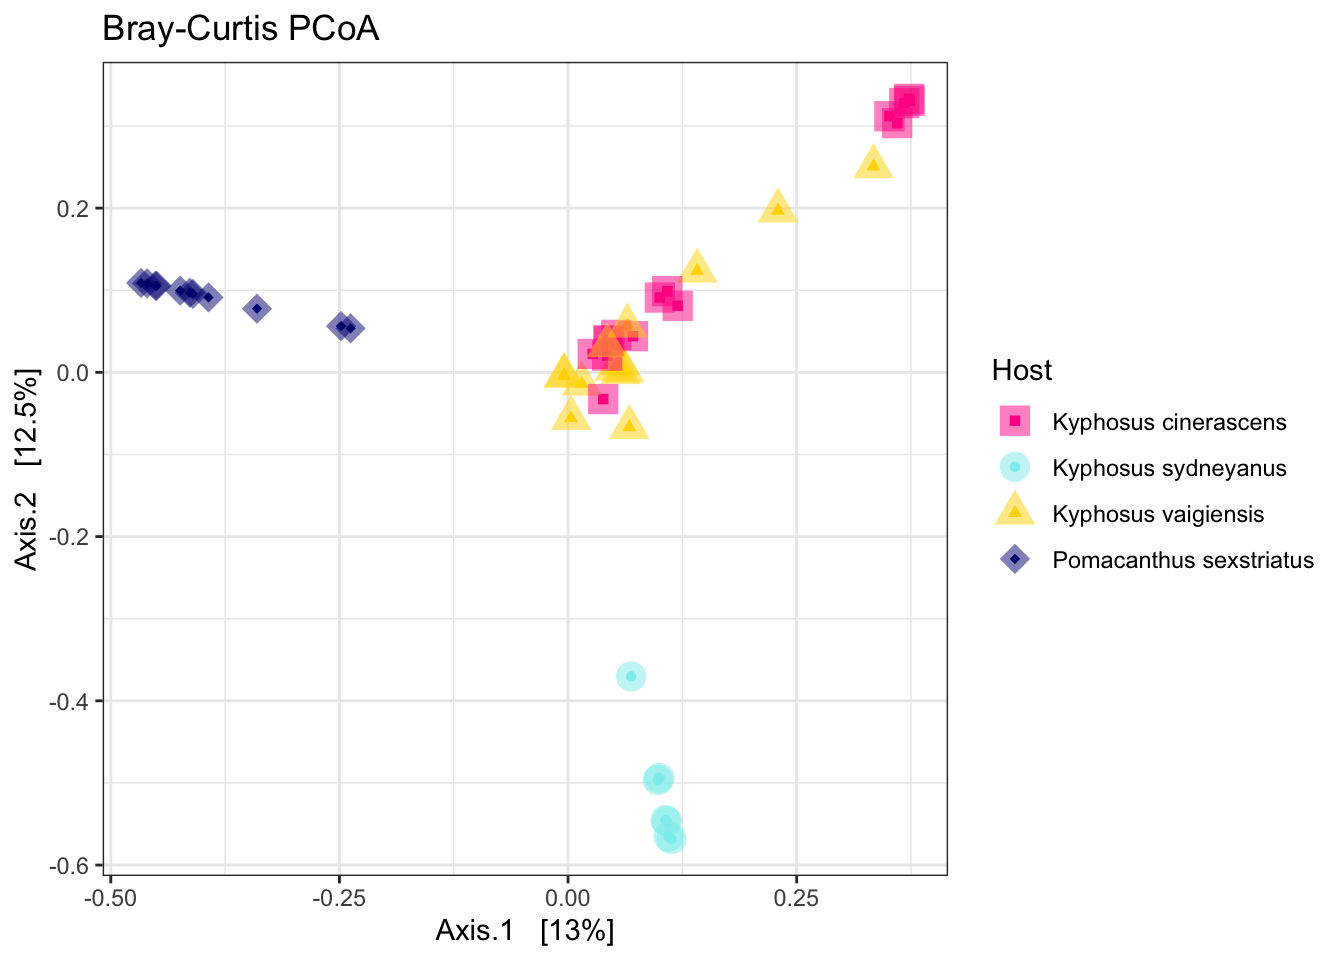 Bray-Curtis PCoA
0.2
0.0
-0.2
-0.4
-0.6
Axis.2 [12.5%]
-0.50
-0.25
0.00
0.25
Axis.1 [13%]
Host
Kyphosus cinerascens
Kyphosus sydneyanus
Kyphosus vaigiensis
Pomacanthus sexstriatus